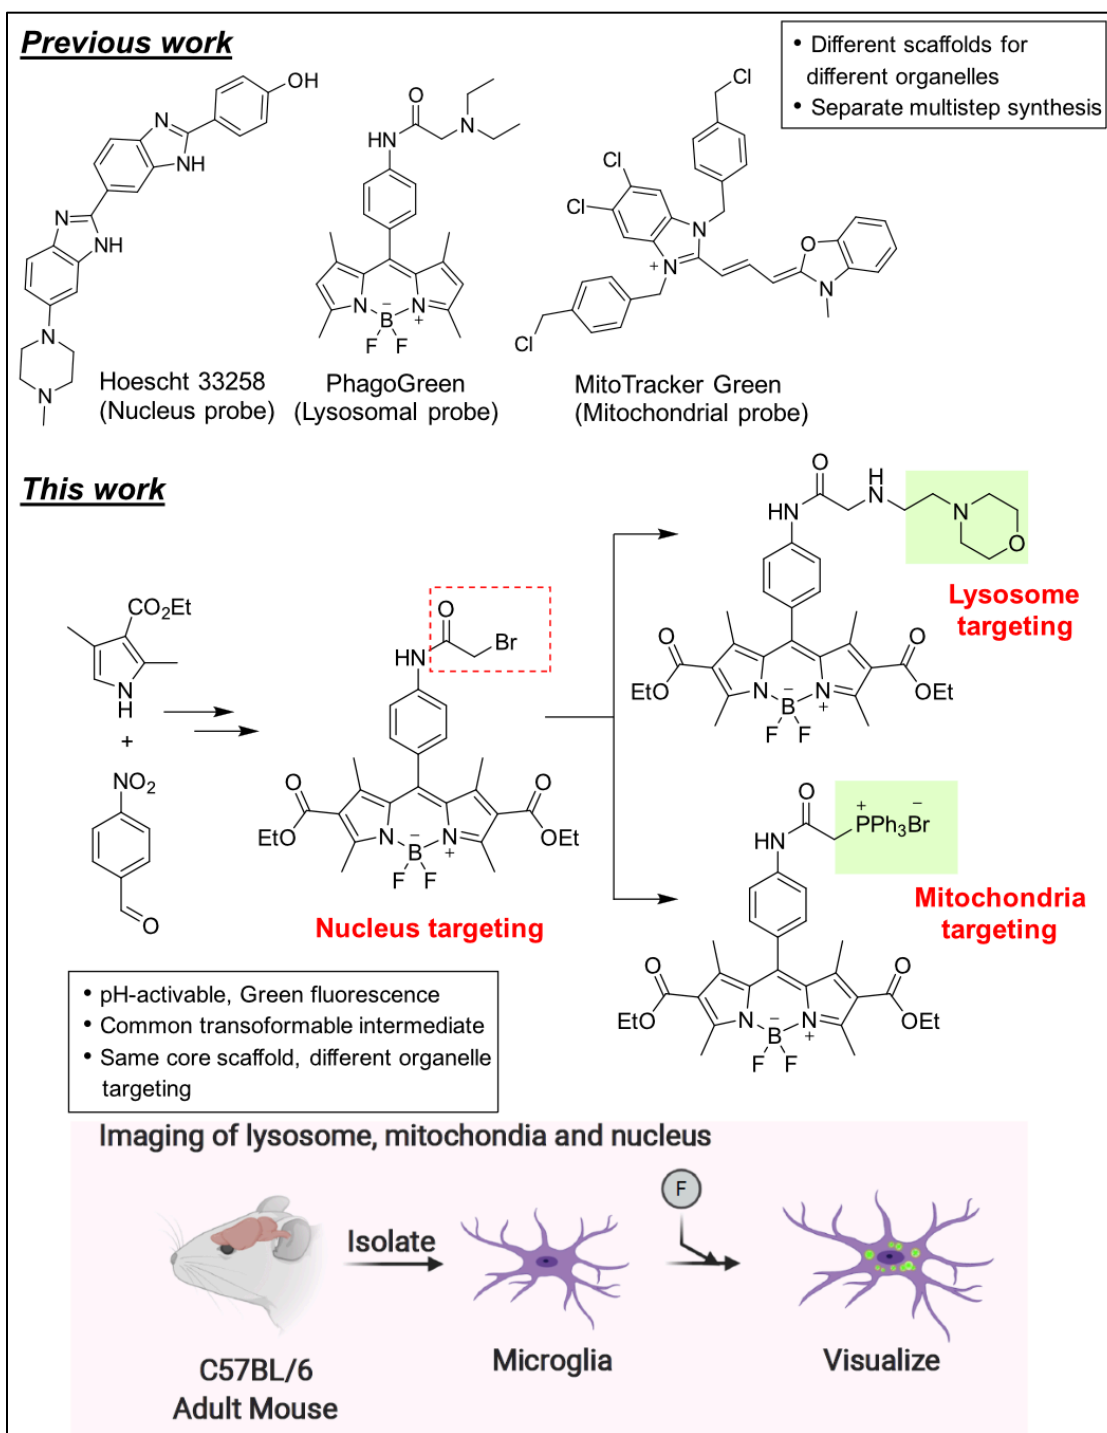 Previous work
• Different scaffolds for
different organelles
• Separate multistep synthesis
OH
N
NH
N
NH
N
N
O
N
HN
N
N
B
F
F
−
+
Cl
Cl
Cl
N
N
+
O
N
Cl
Hoescht 33258
(Nucleus probe)
PhagoGreen
(Lysosomal probe)
MitoTracker Green
(Mitochondrial probe)
This work
CO2Et
N
H
+
NO2
O
O
HN
Br
O
O
EtO
OEt
N
N
B
−
+
F
F
Nucleus targeting
O
H
N
N
O
HN
Lysosome
targeting
O
O
EtO
OEt
N
N
B
−
+
F
F
O
+
−
PPh3Br
HN
Mitochondria
targeting
O
O
EtO
OEt
N
N
B
−
+
F
F
• pH-activable, Green fluorescence
• Common transoformable intermediate
• Same core scaffold, different organelle
targeting
Imaging of lysosome, mitochondia and nucleus
F
Isolate
C57BL/6
Adult Mouse
Microglia
Visualize